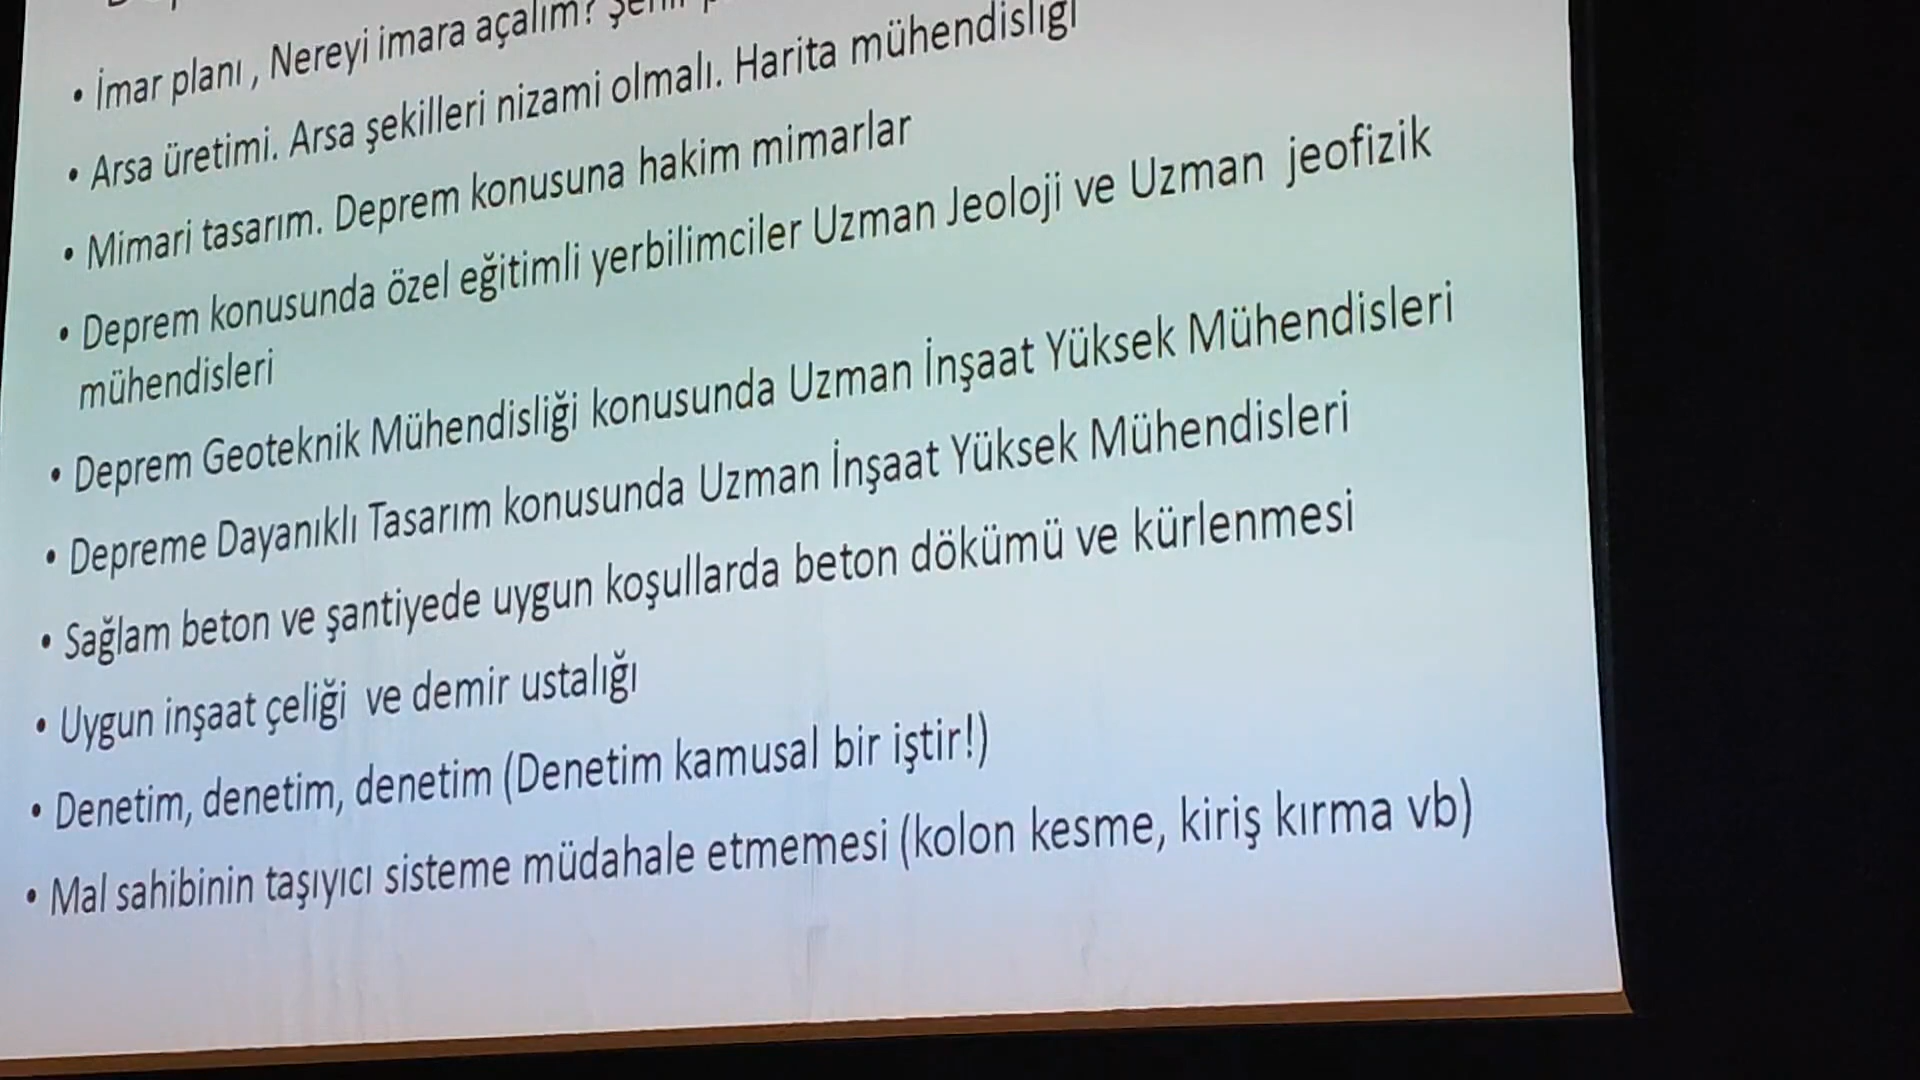 • İmar planı , Nereyi imara açalım?
• Arsa üretimi. Arsa şekilleri nizami olmalı. Harita mühendisliği
• Mimari tasarım. Deprem konusuna hakim mimarlar
• Deprem konusunda özel eğitimli yerbilimciler Uzman Jeoloji ve Uzman jeofizik
mühendisleri
• Deprem Geoteknik Mühendisliği konusunda Uzman İnşaat Yüksek Mühendisleri
• Depreme Dayanıklı Tasarım konusunda Uzman İnşaat Yüksek Mühendisleri
• Sağlam beton ve şantiyede uygun koşullarda beton dökümü ve kürlenmesi
• Uygun inşaat çeliği ve demir ustalığı
• Denetim, denetim, denetim (Denetim kamusal bir iştir!)
• Mal sahibinin taşıyıcı sisteme müdahale etmemesi (kolon kesme, kiriş kırma vb)